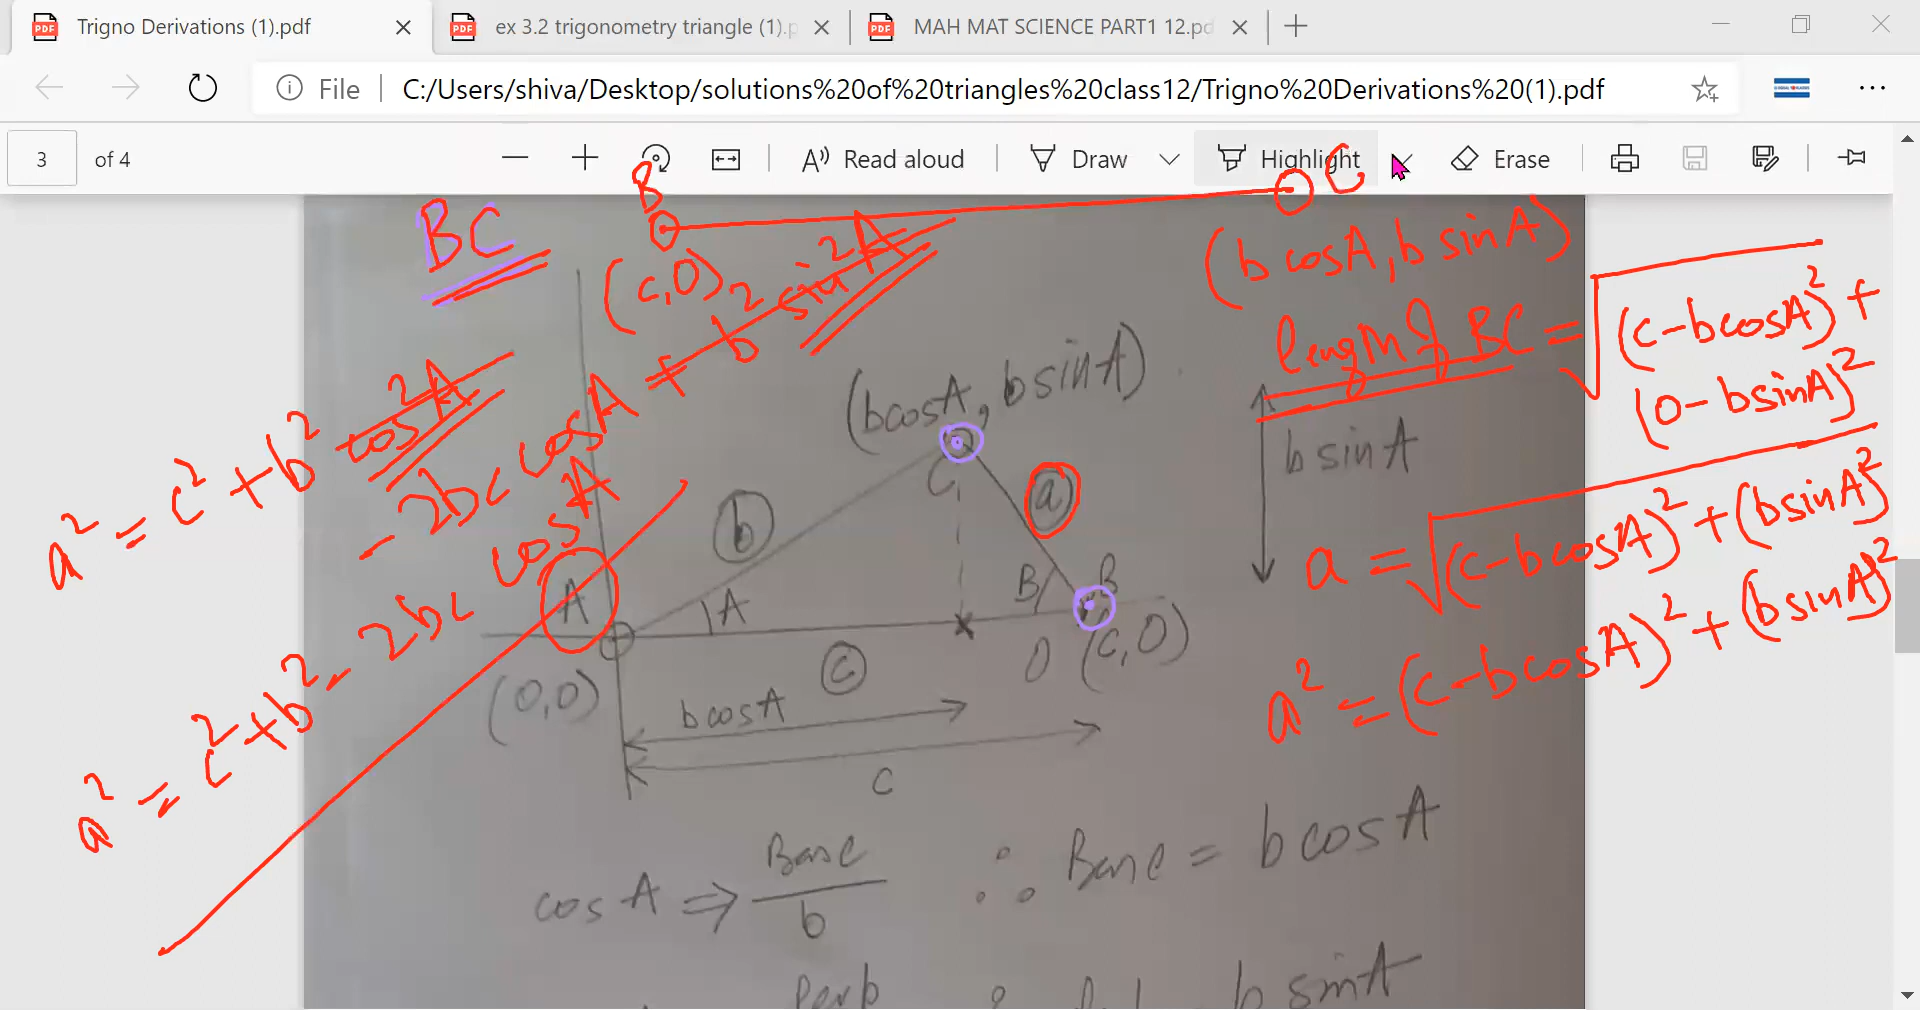 Trigno Derivations (1).pdf
ex 3.2 trigonometry triangle (1).p
MAH MAT SCIENCE PART1 12.pd
File
C:/Users/shiva/Desktop/solutions%20of%20triangles%20class12/Trigno%20Derivations%20(1).pdf
3 of 4
Read aloud
Draw
Highlight
Erase
BC
B
C
(c,0)
(b cosA, b sinA)
length of BC = √(c-bcosA)² +
(0-bsinA)²
a = √(c-bcosA)² + (bsinA)²
a² = (c-bcosA)² + (bsinA)²
a² = c² + b² cos²A
- 2bc cosA + b² sin²A
a² = c² + b² - 2bc cosA
(bcosA, bsinA)
C
b
a
b sinA
A
A
B
B
(0,0)
c
0
(c,0)
bcosA
c
cosA ⇒ Base
b
∴ Base = b cosA
b sinA